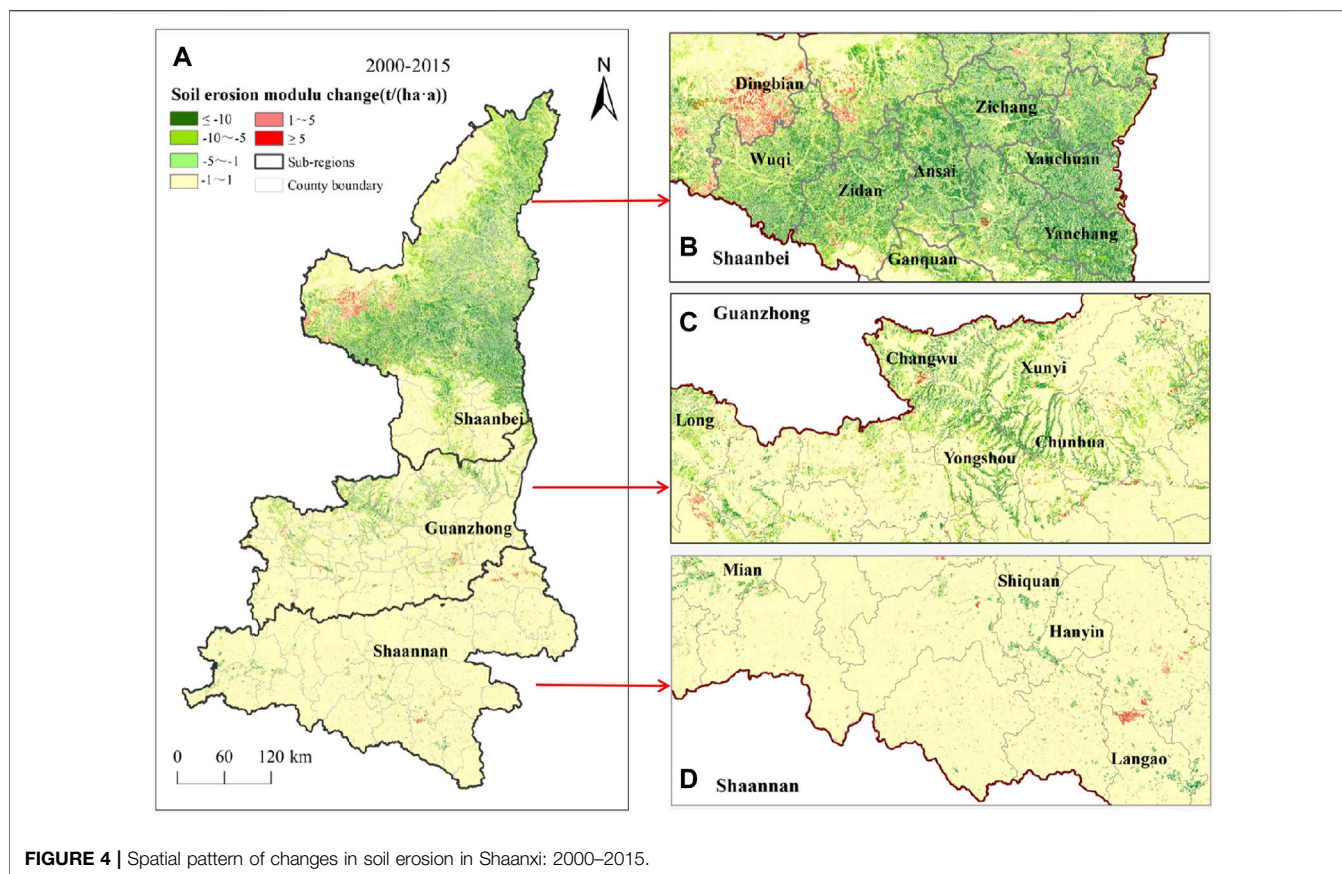 A
2000-2015
N
Soil erosion modulu change(t/(ha·a))
≤ -10
1～5
-10～-5
≥ 5
-5～-1
Sub-regions
-1～1
County boundary
Shaanbei
Guanzhong
Shaannan
0 60 120 km
Dingbian
Zichang
Wuqi
Yanchuan
Ansai
Zidan
Yanchang
B
Ganquan
Shaanbei
C
Guanzhong
Changwu
Xunyi
Long
Chunhua
Yongshou
Mian
Shiquan
Hanyin
Langao
D
Shaannan
FIGURE 4 | Spatial pattern of changes in soil erosion in Shaanxi: 2000–2015.